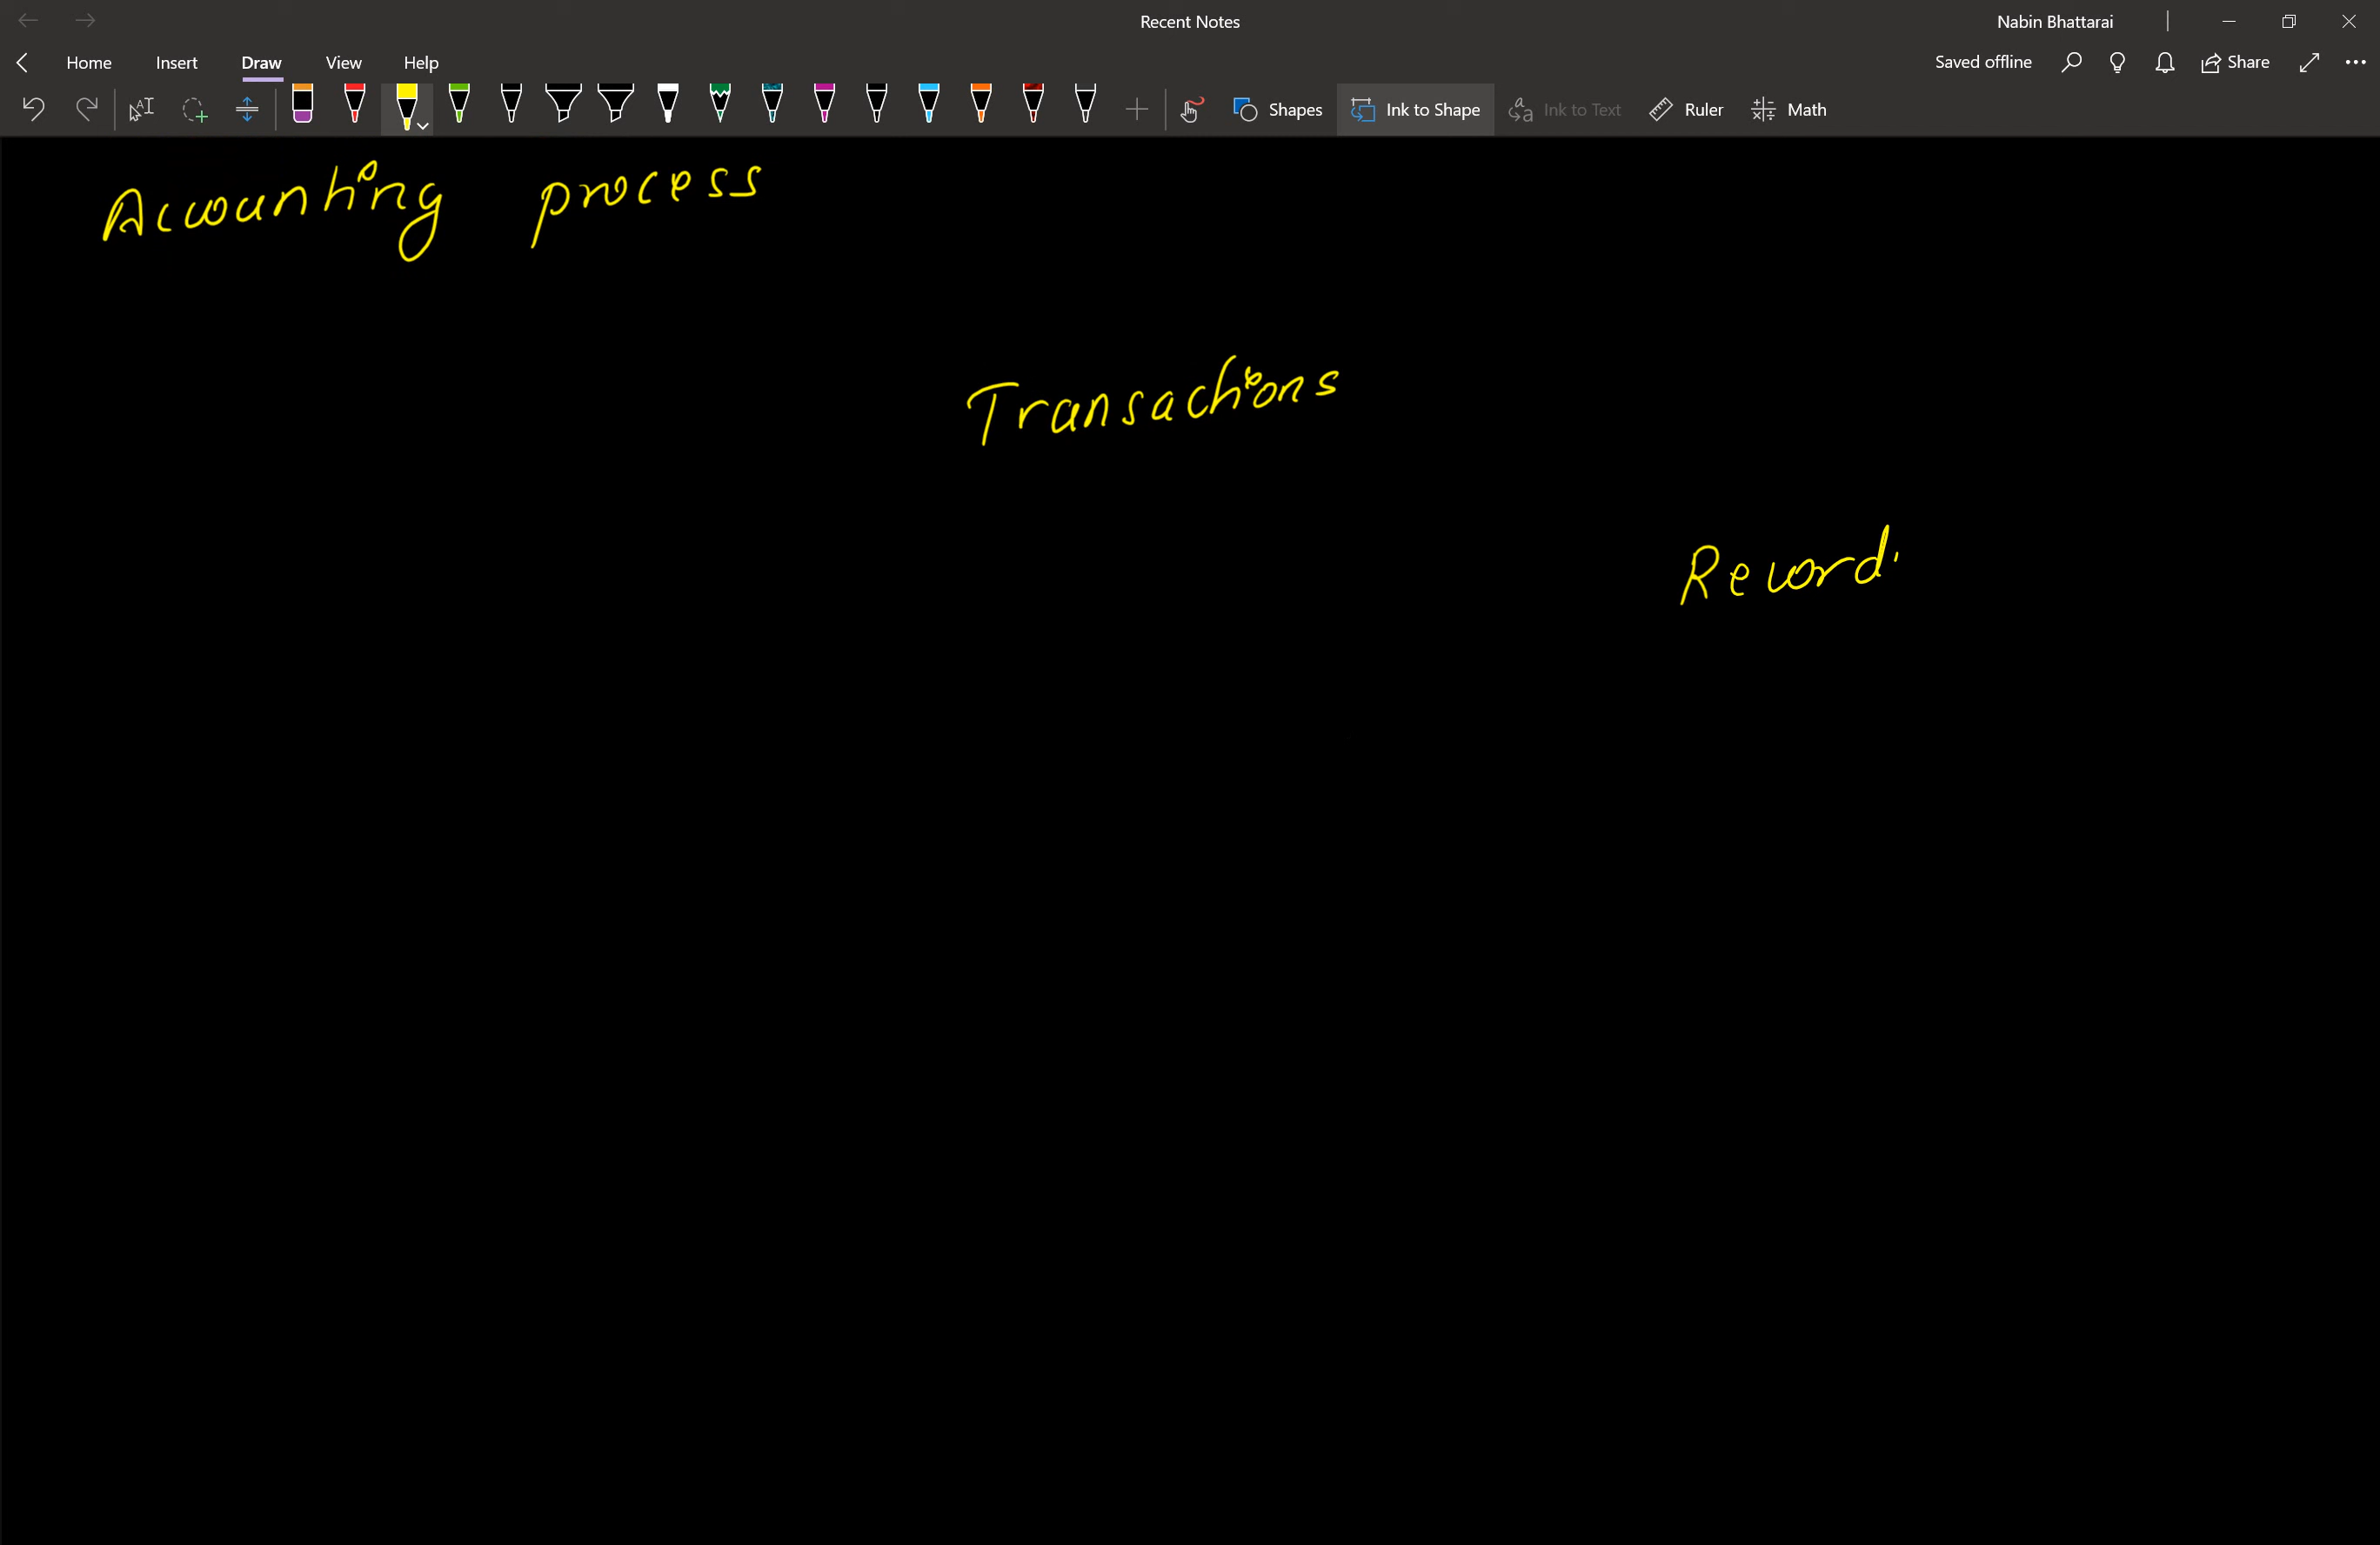 Recent Notes Nabin Bhattarai
Home Insert Draw View Help Saved offline Share
Shapes Ink to Shape Ink to Text Ruler Math
Accounting process
Transactions
Record